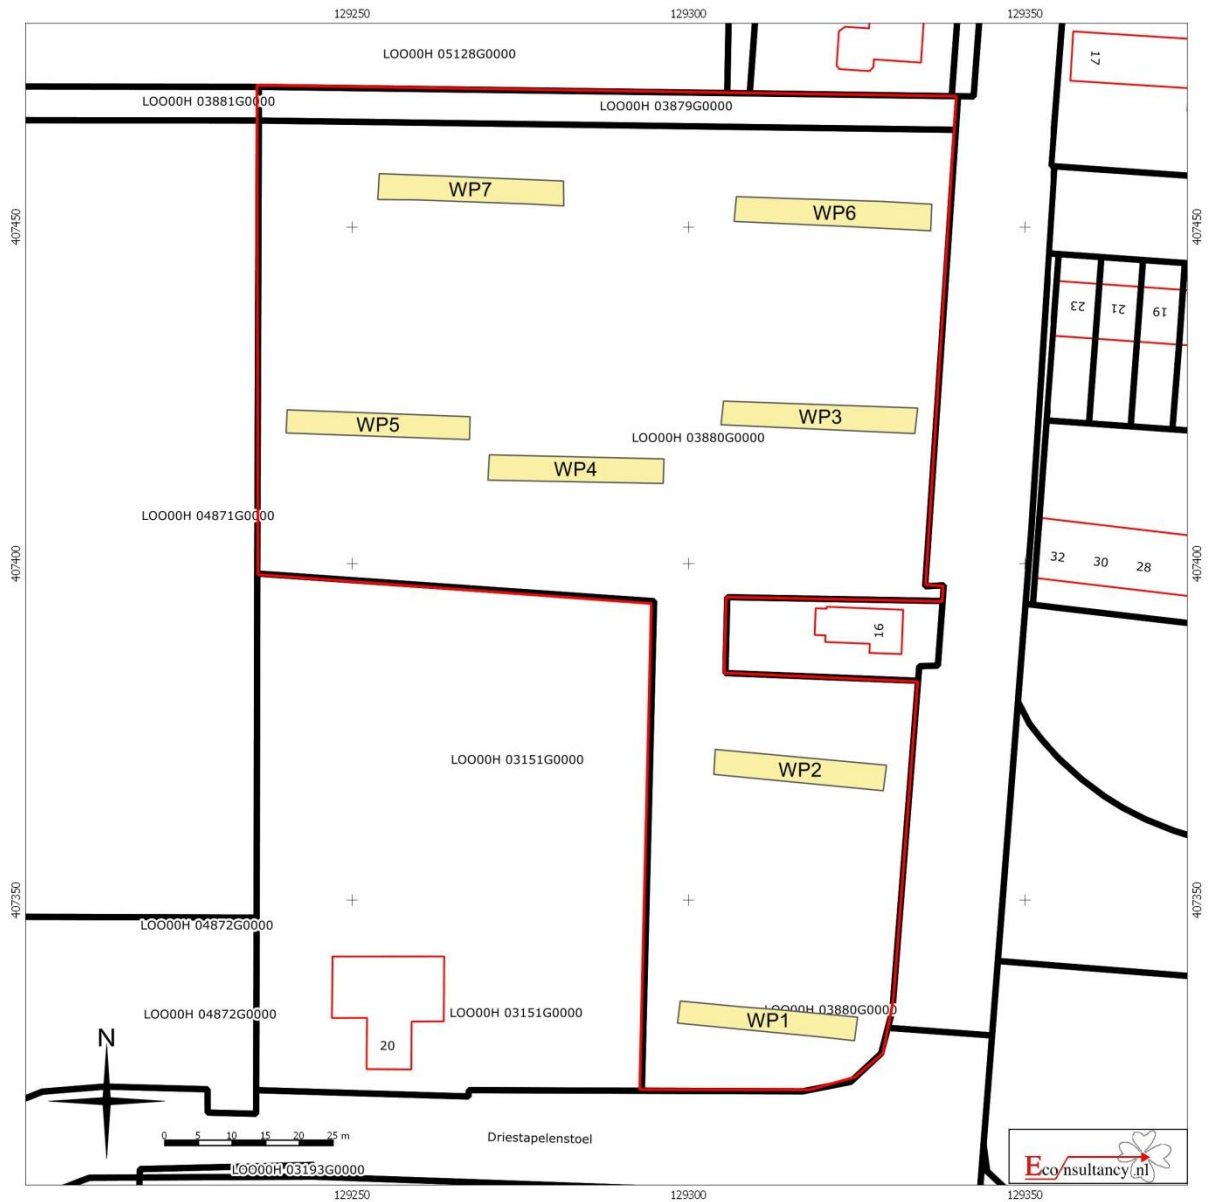 129250 129300 129350
LOO00H 05128G0000
17
LOO00H 03881G0000
LOO00H 03879G0000
WP7
WP6
407450
407450
23 21 19
WP5
WP3
LOO00H 03880G0000
WP4
LOO00H 04871G0000
407400
407400
32 30 28
16
LOO00H 03151G0000
WP2
407350
407350
LOO00H 04872G0000
LOO00H 04872G0000
LOO00H 03151G0000
LOO00H 03880G0000
WP1
N
20
0 5 10 15 20 25 m
Driestapelenstoel
LOO00H 03193G0000
Econsultancy.nl
129250 129300 129350